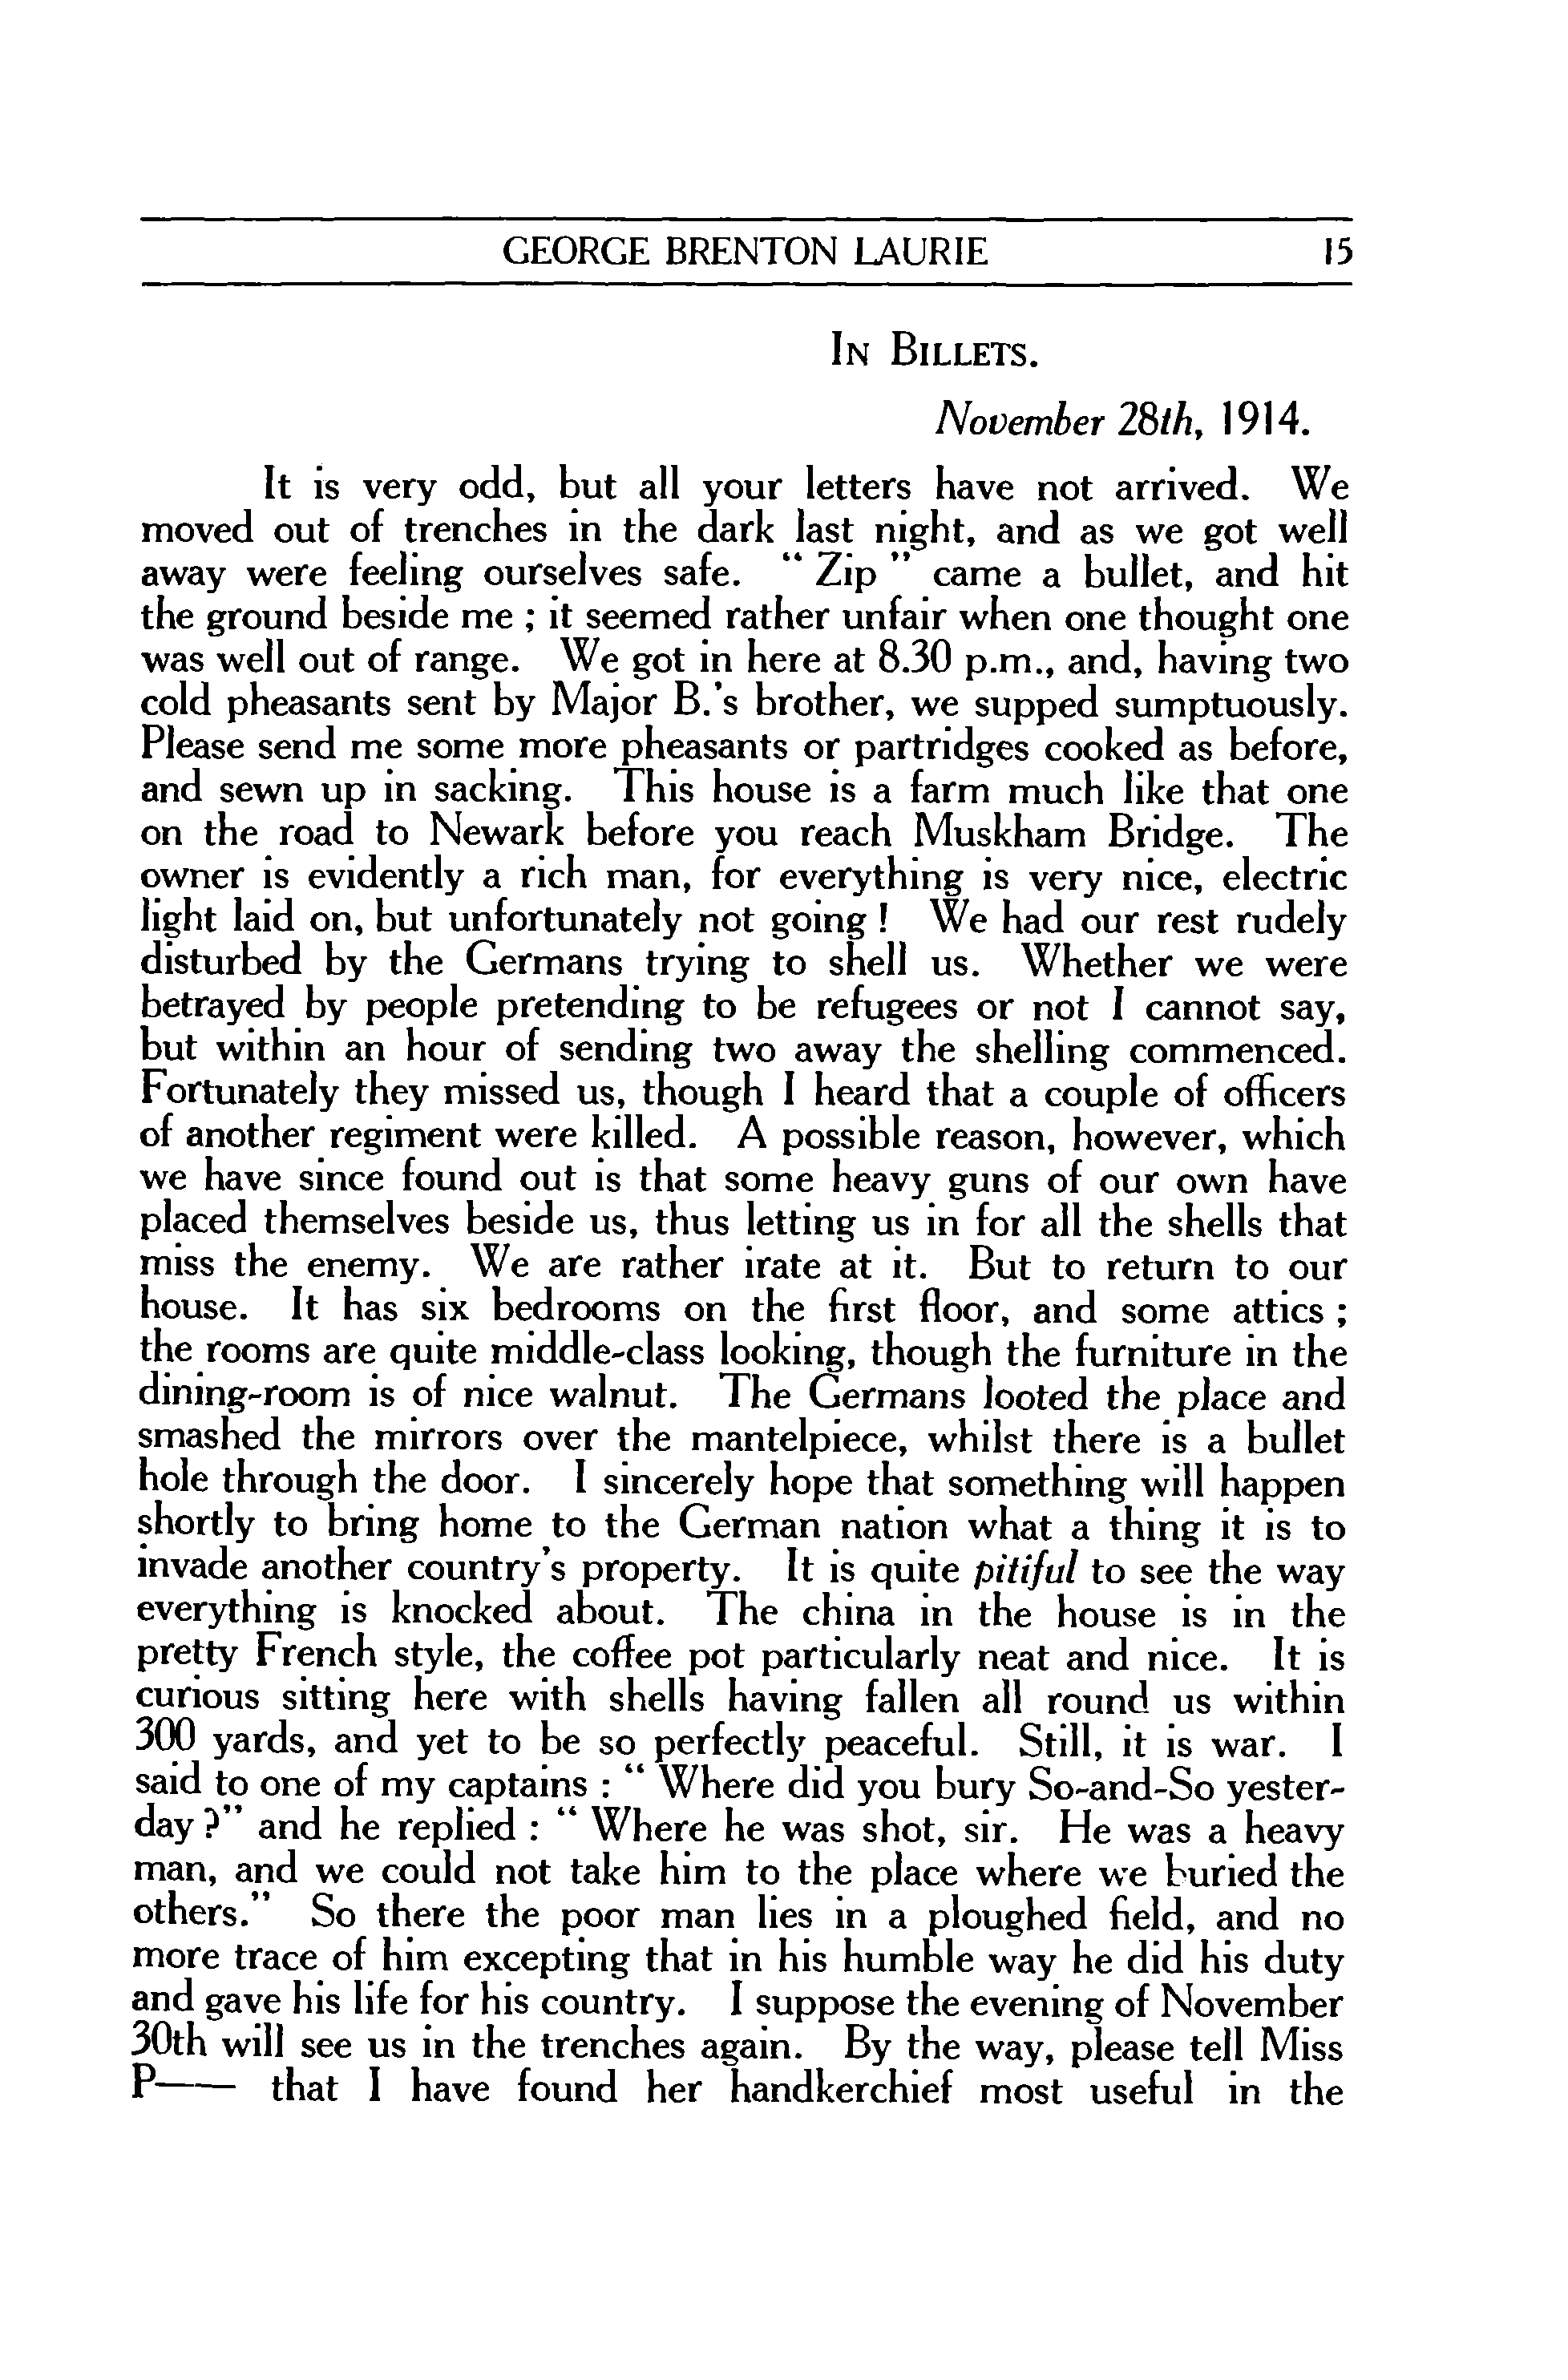 GEORGE BRENTON LAURIE 15
In Billets.
November 28th, 1914.
It is very odd, but all your letters have not arrived. We
moved out of trenches in the dark last night, and as we got well
away were feeling ourselves safe. “ Zip ” came a bullet, and hit
the ground beside me ; it seemed rather unfair when one thought one
was well out of range. We got in here at 8.30 p.m., and, having two
cold pheasants sent by Major B.’s brother, we supped sumptuously.
Please send me some more pheasants or partridges cooked as before,
and sewn up in sacking. This house is a farm much like that one
on the road to Newark before you reach Muskham Bridge. The
owner is evidently a rich man, for everything is very nice, electric
light laid on, but unfortunately not going ! We had our rest rudely
disturbed by the Germans trying to shell us. Whether we were
betrayed by people pretending to be refugees or not I cannot say,
but within an hour of sending two away the shelling commenced.
Fortunately they missed us, though I heard that a couple of officers
of another regiment were killed. A possible reason, however, which
we have since found out is that some heavy guns of our own have
placed themselves beside us, thus letting us in for all the shells that
miss the enemy. We are rather irate at it. But to return to our
house. It has six bedrooms on the first floor, and some attics ;
the rooms are quite middle-class looking, though the furniture in the
dining-room is of nice walnut. The Germans looted the place and
smashed the mirrors over the mantelpiece, whilst there is a bullet
hole through the door. I sincerely hope that something will happen
shortly to bring home to the German nation what a thing it is to
invade another country’s property. It is quite pitiful to see the way
everything is knocked about. The china in the house is in the
pretty French style, the coffee pot particularly neat and nice. It is
curious sitting here with shells having fallen all round us within
300 yards, and yet to be so perfectly peaceful. Still, it is war. I
said to one of my captains : “ Where did you bury So-and-So yester-
day ?” and he replied : “ Where he was shot, sir. He was a heavy
man, and we could not take him to the place where we buried the
others.” So there the poor man lies in a ploughed field, and no
more trace of him excepting that in his humble way he did his duty
and gave his life for his country. I suppose the evening of November
30th will see us in the trenches again. By the way, please tell Miss
P—— that I have found her handkerchief most useful in the